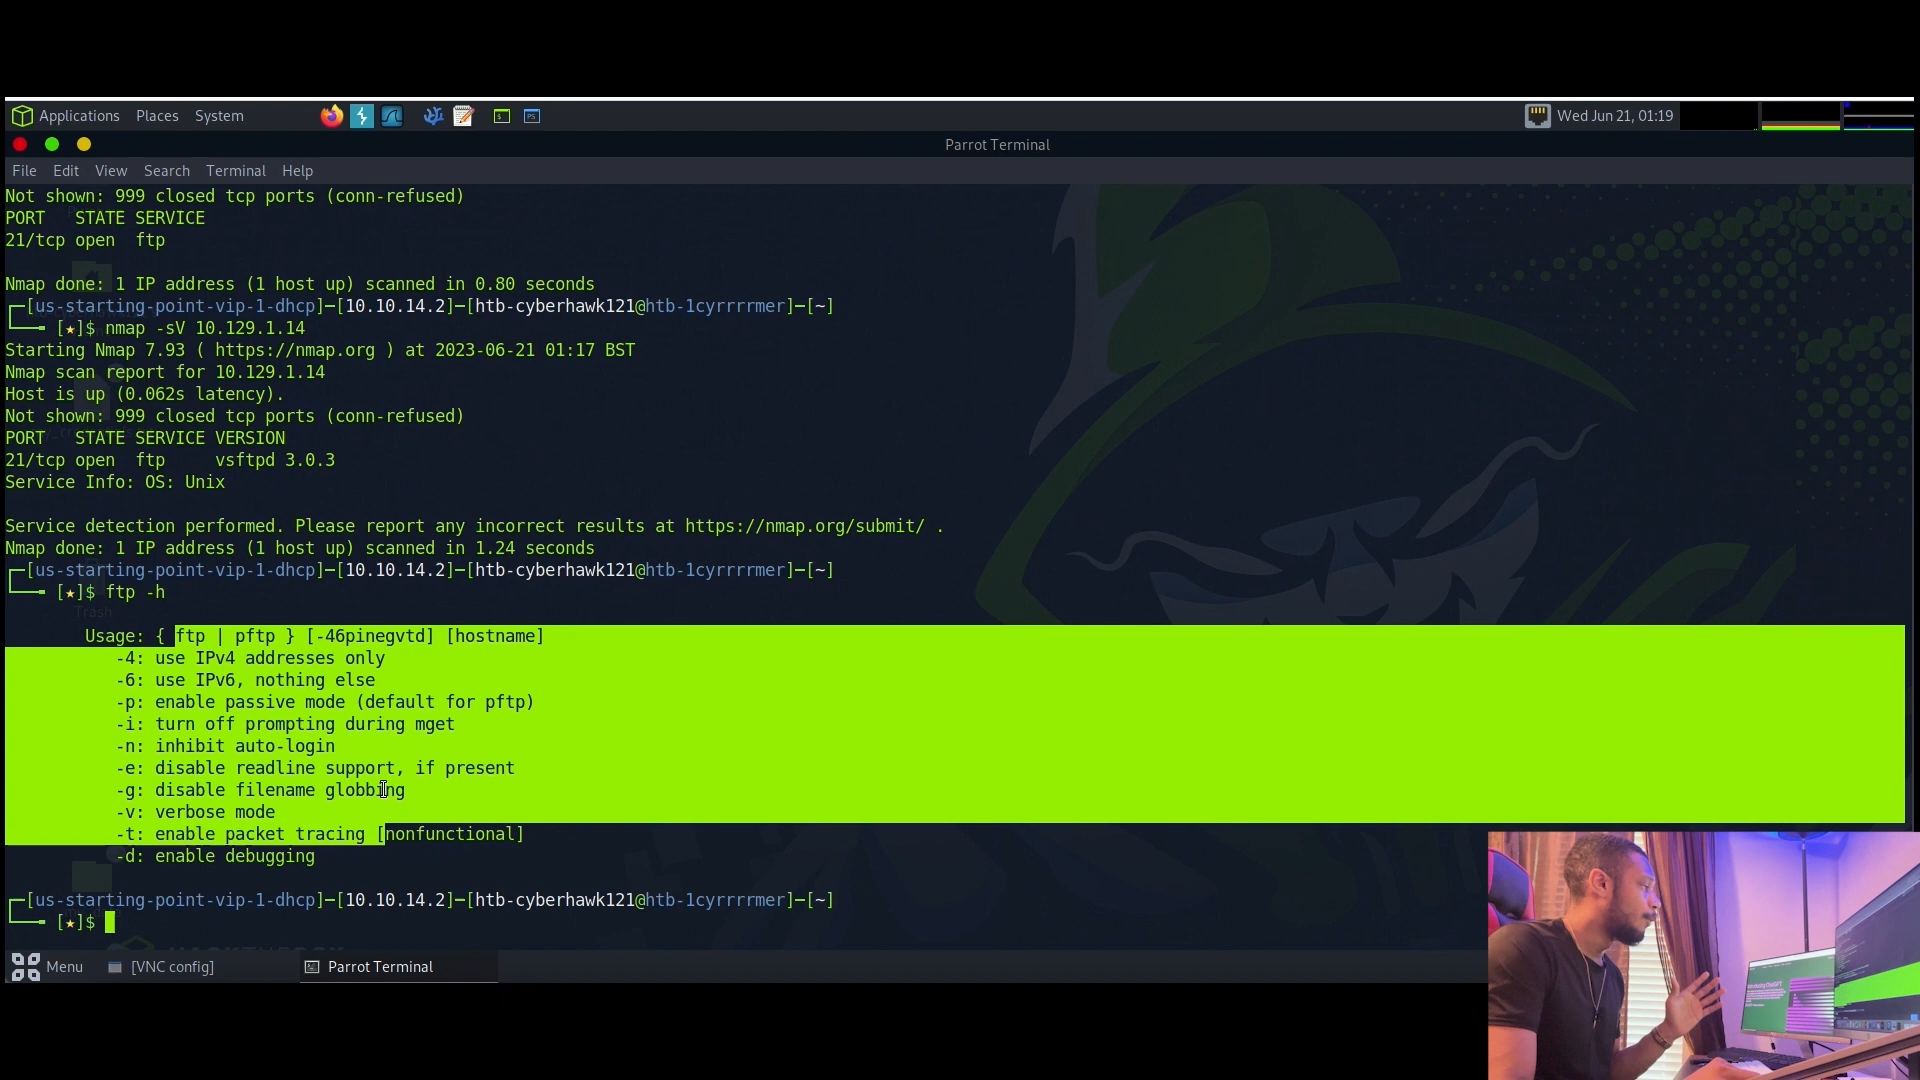 Applications Places System
Wed Jun 21, 01:19
Parrot Terminal
File Edit View Search Terminal Help
Not shown: 999 closed tcp ports (conn-refused)
PORT   STATE SERVICE
21/tcp open  ftp
Nmap done: 1 IP address (1 host up) scanned in 0.80 seconds
┌─[us-starting-point-vip-1-dhcp]─[10.10.14.2]─[htb-cyberhawk121@htb-1cyrrrrmer]─[~]
└──╼ [★]$ nmap -sV 10.129.1.14
Starting Nmap 7.93 ( https://nmap.org ) at 2023-06-21 01:17 BST
Nmap scan report for 10.129.1.14
Host is up (0.062s latency).
Not shown: 999 closed tcp ports (conn-refused)
PORT   STATE SERVICE VERSION
21/tcp open  ftp     vsftpd 3.0.3
Service Info: OS: Unix
Service detection performed. Please report any incorrect results at https://nmap.org/submit/ .
Nmap done: 1 IP address (1 host up) scanned in 1.24 seconds
┌─[us-starting-point-vip-1-dhcp]─[10.10.14.2]─[htb-cyberhawk121@htb-1cyrrrrmer]─[~]
└──╼ [★]$ ftp -h
Trash
Usage: { ftp | pftp } [-46pinegvtd] [hostname]
-4: use IPv4 addresses only
-6: use IPv6, nothing else
-p: enable passive mode (default for pftp)
-i: turn off prompting during mget
-n: inhibit auto-login
-e: disable readline support, if present
-g: disable filename globbing
-v: verbose mode
-t: enable packet tracing [nonfunctional]
-d: enable debugging
┌─[us-starting-point-vip-1-dhcp]─[10.10.14.2]─[htb-cyberhawk121@htb-1cyrrrrmer]─[~]
└──╼ [★]$
Menu [VNC config] Parrot Terminal